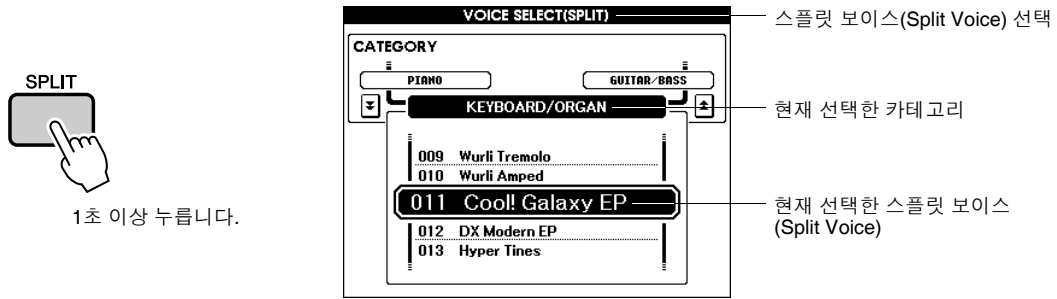 SPLIT
1초 이상 누릅니다.
VOICE SELECT(SPLIT)
CATEGORY
PIANO
GUITAR/BASS
KEYBOARD/ORGAN
009 Wurli Tremolo
010 Wurli Amped
011 Cool! Galaxy EP
012 DX Modern EP
013 Hyper Tines
스플릿 보이스(Split Voice) 선택
현재 선택한 카테고리
현재 선택한 스플릿 보이스
(Split Voice)